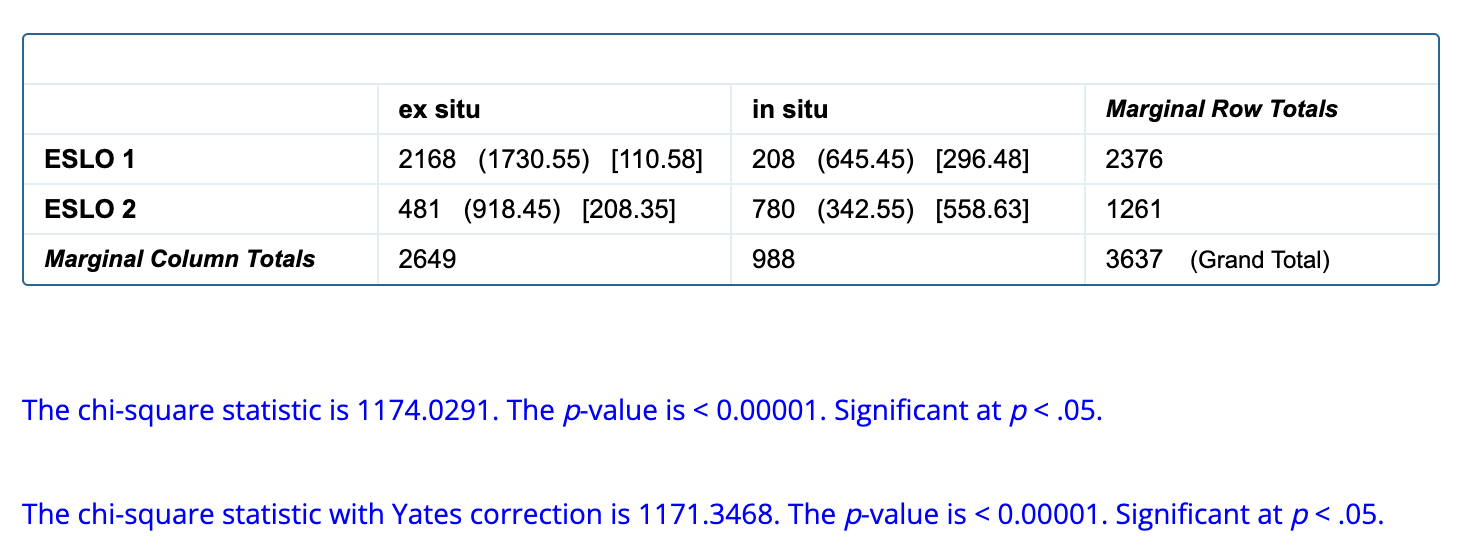 ex situ in situ Marginal Row Totals
ESLO 1 2168 (1730.55) [110.58] 208 (645.45) [296.48] 2376
ESLO 2 481 (918.45) [208.35] 780 (342.55) [558.63] 1261
Marginal Column Totals 2649 988 3637 (Grand Total)
The chi-square statistic is 1174.0291. The p-value is < 0.00001. Significant at p < .05.
The chi-square statistic with Yates correction is 1171.3468. The p-value is < 0.00001. Significant at p < .05.